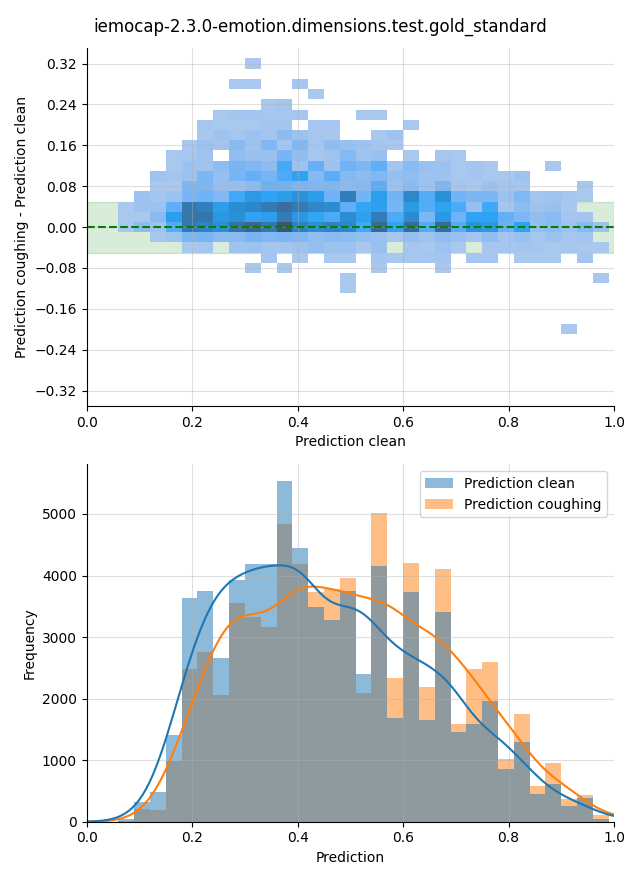 iemocap-2.3.0-emotion.dimensions.test.gold_standard
Prediction coughing - Prediction clean
0.32
0.24
0.16
0.08
0.00
−0.08
−0.16
−0.24
−0.32
0.0 0.2 0.4 0.6 0.8 1.0
Prediction clean
Prediction clean
Prediction coughing
Frequency
5000
4000
3000
2000
1000
0
0.0 0.2 0.4 0.6 0.8 1.0
Prediction